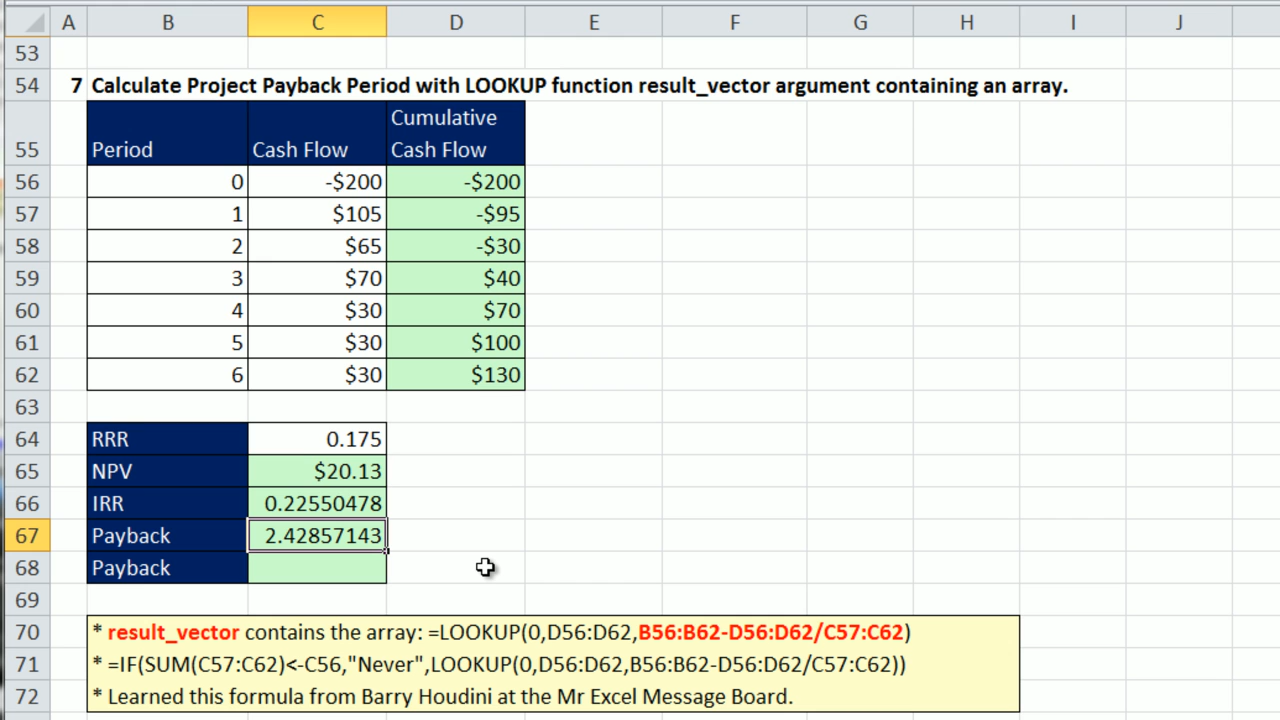 A B C D E F G H I J
53
54 7 Calculate Project Payback Period with LOOKUP function result_vector argument containing an array.
Cumulative
55 Period Cash Flow Cash Flow
56 0 -$200 -$200
57 1 $105 -$95
58 2 $65 -$30
59 3 $70 $40
60 4 $30 $70
61 5 $30 $100
62 6 $30 $130
63
64 RRR 0.175
65 NPV $20.13
66 IRR 0.22550478
67 Payback 2.42857143
68 Payback
69
70 * result_vector contains the array: =LOOKUP(0,D56:D62,B56:B62-D56:D62/C57:C62)
71 * =IF(SUM(C57:C62)<-C56,"Never",LOOKUP(0,D56:D62,B56:B62-D56:D62/C57:C62))
72 * Learned this formula from Barry Houdini at the Mr Excel Message Board.